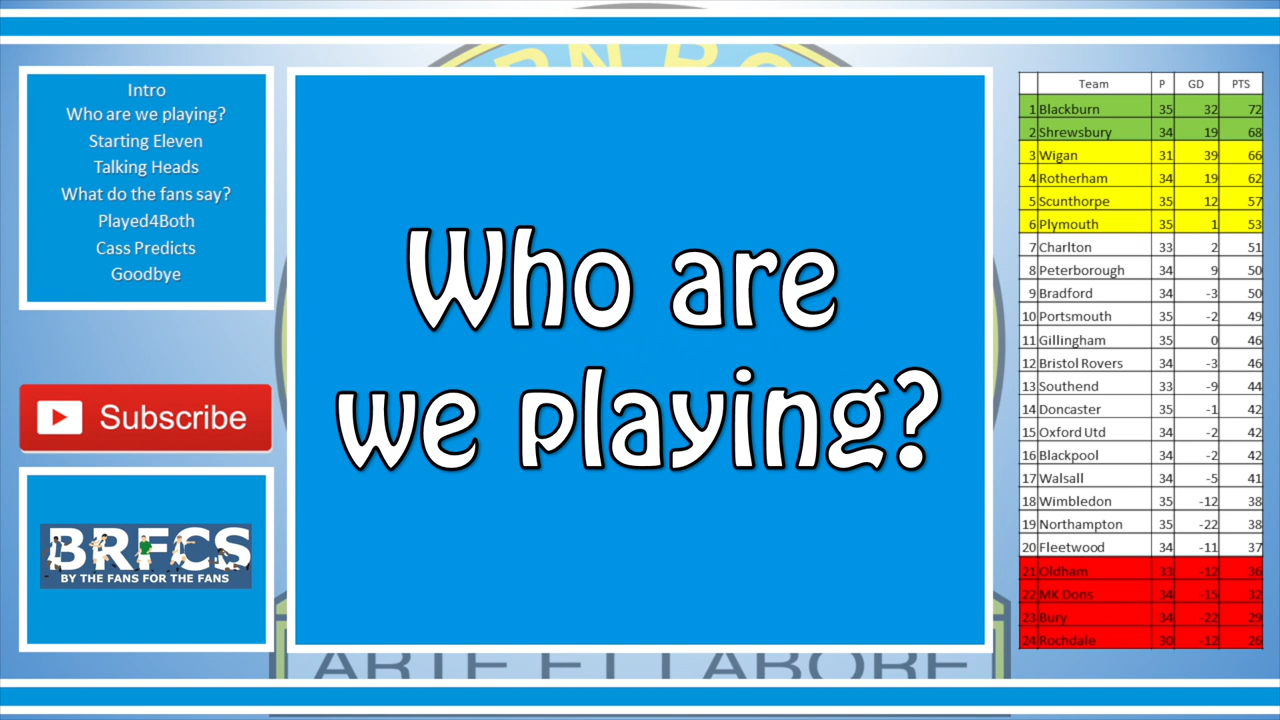 RN RO
Intro
Who are we playing?
Starting Eleven
Talking Heads
What do the fans say?
Played4Both
Cass Predicts
Goodbye
Subscribe
BRFCS
BY THE FANS FOR THE FANS
Who are
we playing?
Team P GD PTS
1 Blackburn 35 32 72
2 Shrewsbury 34 19 68
3 Wigan 31 39 66
4 Rotherham 34 19 62
5 Scunthorpe 35 12 57
6 Plymouth 35 1 53
7 Charlton 33 2 51
8 Peterborough 34 9 50
9 Bradford 34 -3 50
10 Portsmouth 35 -2 49
11 Gillingham 35 0 46
12 Bristol Rovers 34 -3 46
13 Southend 33 -9 44
14 Doncaster 35 -1 42
15 Oxford Utd 34 -2 42
16 Blackpool 34 -2 42
17 Walsall 34 -5 41
18 Wimbledon 35 -12 38
19 Northampton 35 -22 38
20 Fleetwood 34 -11 37
21 Oldham 33 -12 36
22 MK Dons 34 -15 32
23 Bury 34 -22 29
24 Rochdale 30 -12 26
ARTE ET LABORE